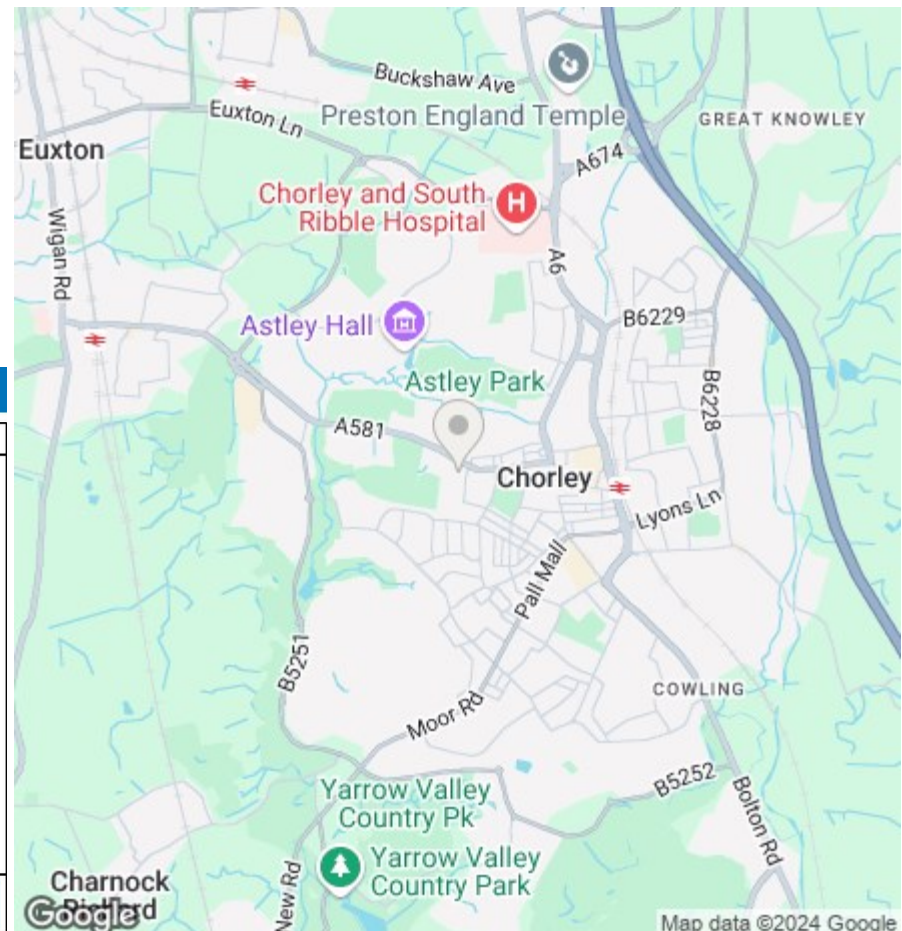 Buckshaw Ave
Preston England Temple
GREAT KNOWLEY
Euxton Ln
Euxton
A674
Chorley and South
Ribble Hospital
H
Wigan Rd
A6
Astley Hall
B6229
Astley Park
B6228
A581
Chorley
Lyons Ln
Pall Mall
B5251
COWLING
Moor Rd
B5252
Bolton Rd
Yarrow Valley
Country Pk
Yarrow Valley
Country Park
New Rd
Charnock
Richard
Google
Map data ©2024 Google